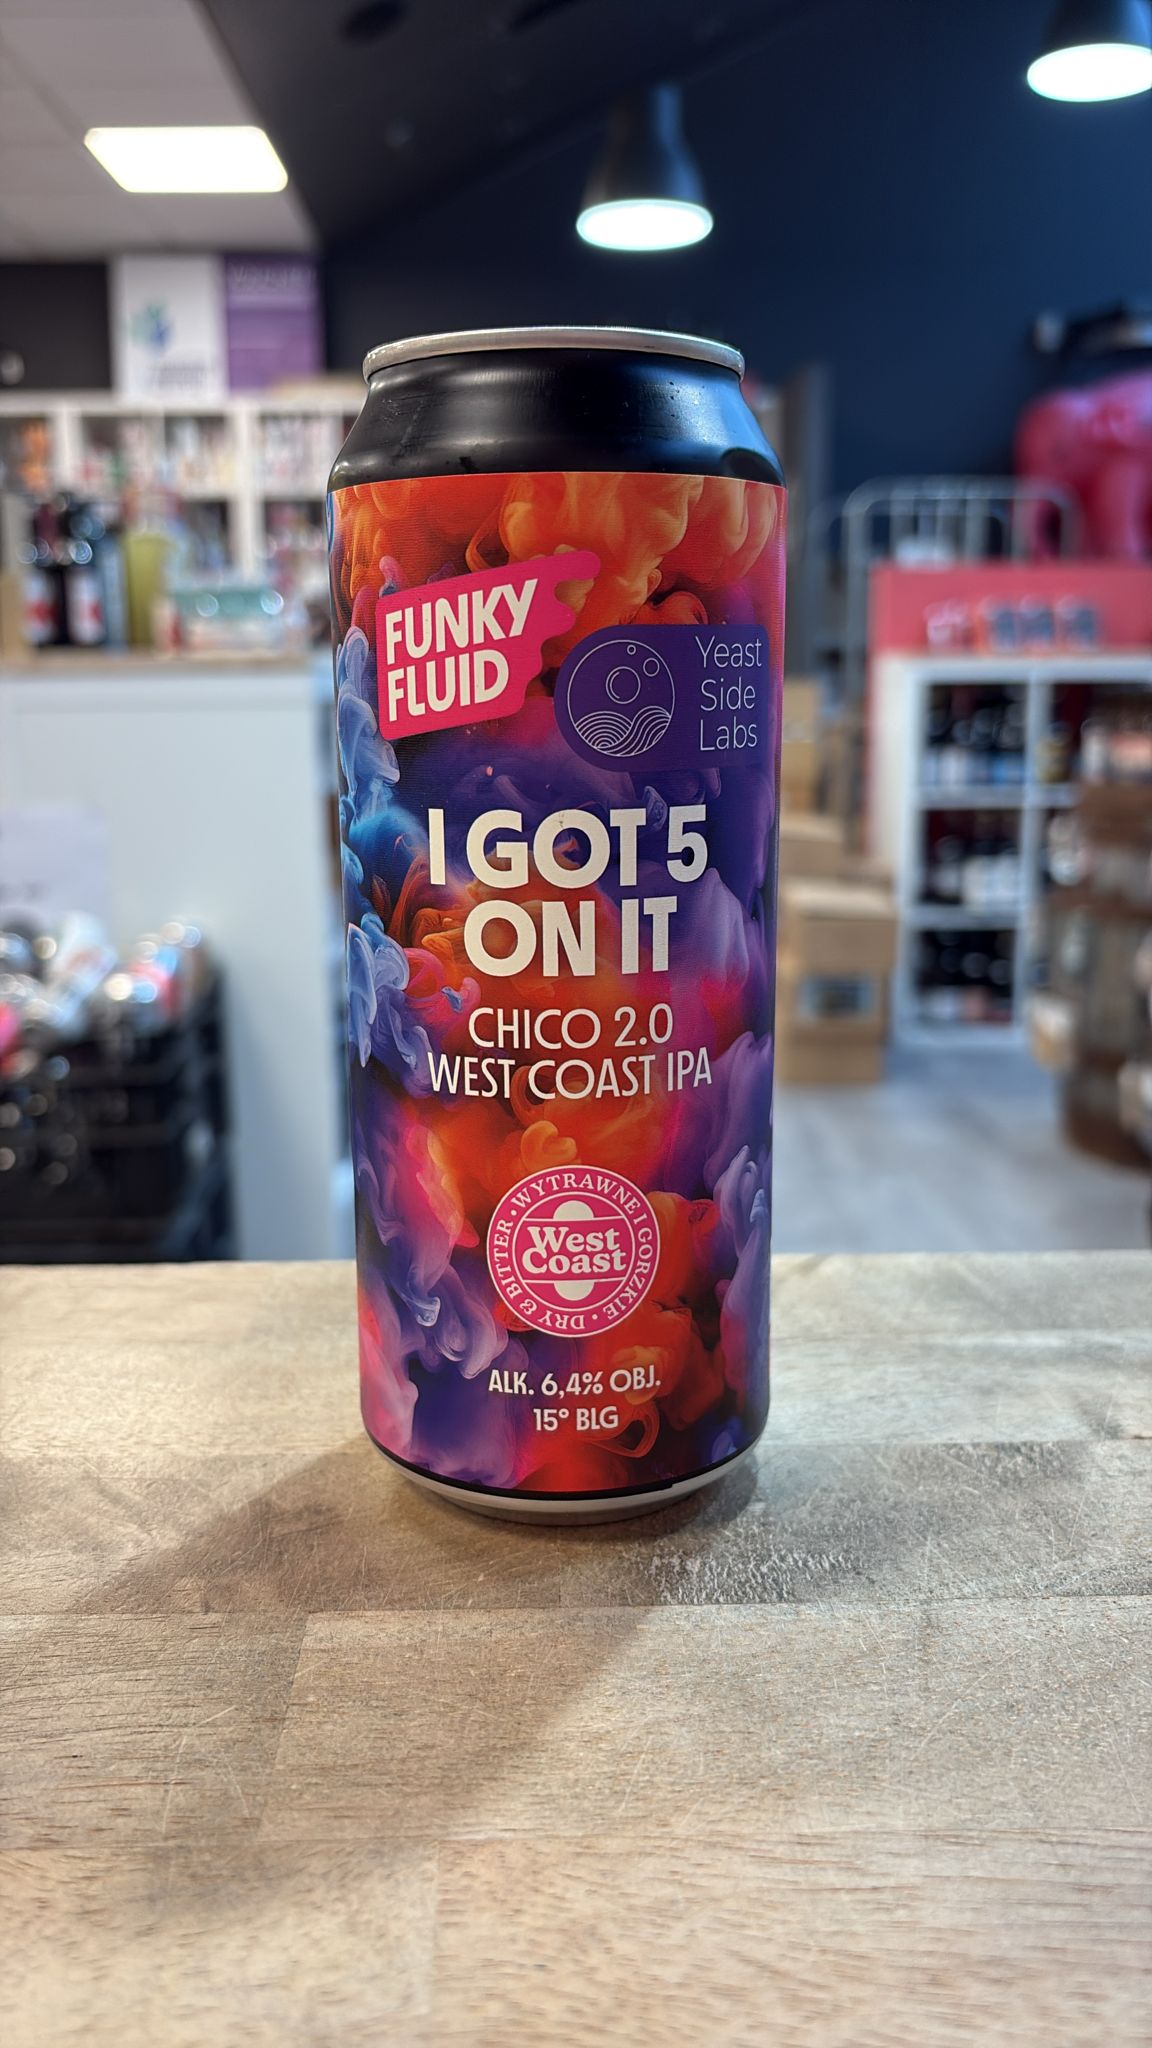 FUNKY
FLUID
Yeast
Side
Labs
I GOT 5
ON IT
CHICO 2.0
WEST COAST IPA
WYTRAWNE I GORZKIE • DRY & BITTER •
West
Coast
ALK. 6,4% OBJ.
15° BLG